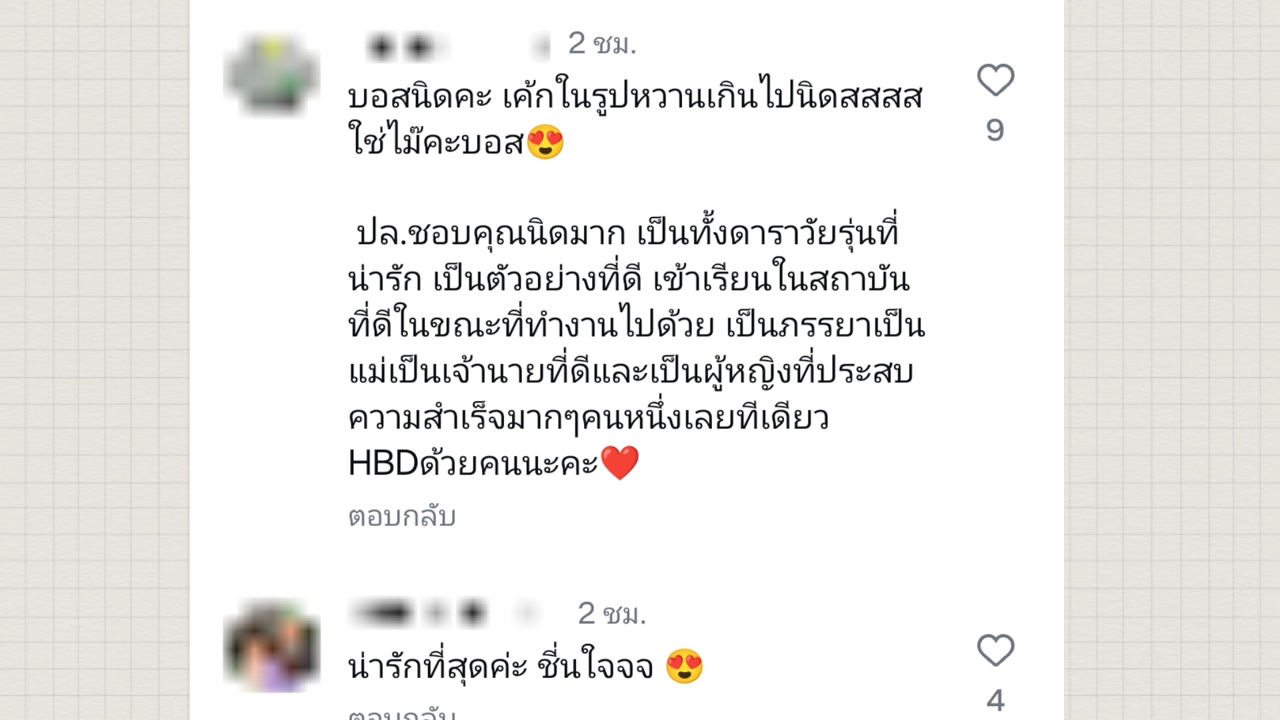 2 ชม.
บอสนิดคะ เค้กในรูปหวานเกินไปนิดสสสส
ใช่ไม๊คะบอส😍
9
ปล.ชอบคุณนิดมาก เป็นทั้งดาราวัยรุ่นที่
น่ารัก เป็นตัวอย่างที่ดี เข้าเรียนในสถาบัน
ที่ดีในขณะที่ทำงานไปด้วย เป็นภรรยาเป็น
แม่เป็นเจ้านายที่ดีและเป็นผู้หญิงที่ประสบ
ความสำเร็จมากๆคนหนึ่งเลยทีเดียว
HBDด้วยคนนะคะ❤️
ตอบกลับ
2 ชม.
น่ารักที่สุดค่ะ ชื่นใจจจ 😍
4
ตอบกลับ